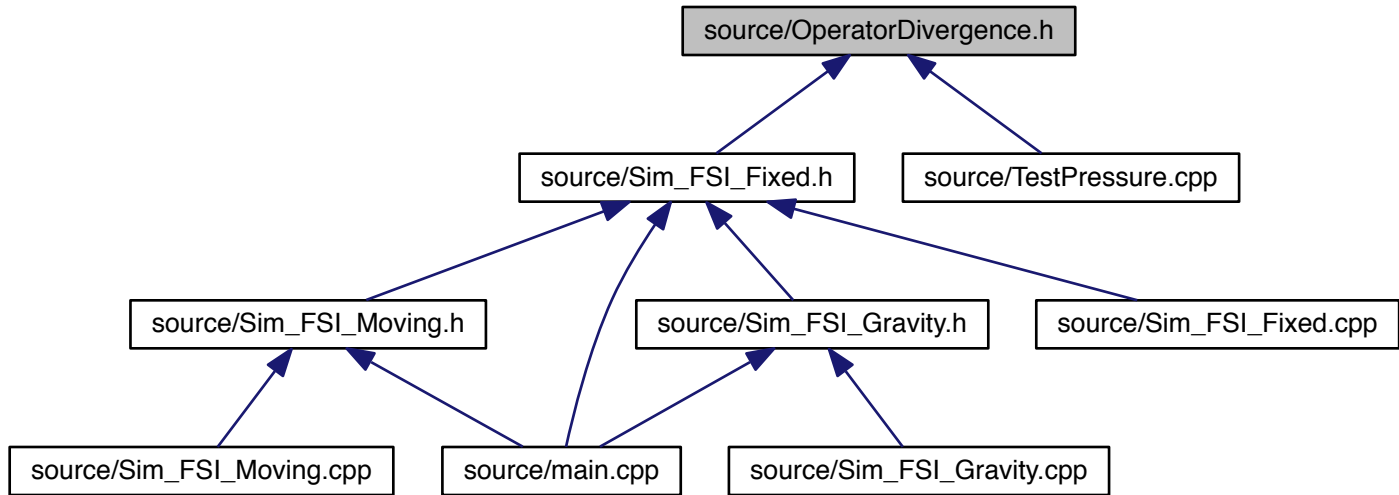 source/OperatorDivergence.h
source/Sim_FSI_Fixed.h
source/TestPressure.cpp
source/Sim_FSI_Moving.h
source/Sim_FSI_Gravity.h
source/Sim_FSI_Fixed.cpp
source/Sim_FSI_Moving.cpp
source/main.cpp
source/Sim_FSI_Gravity.cpp